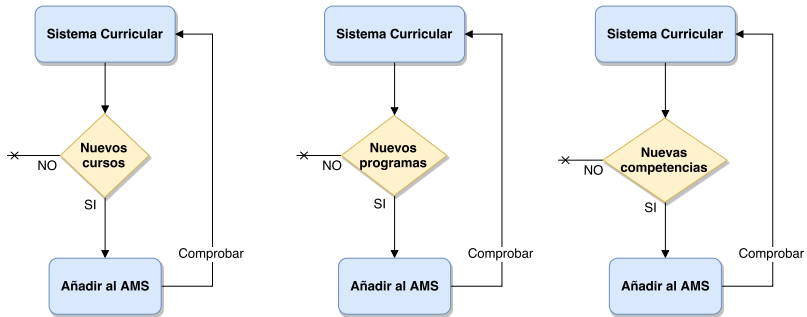 Sistema Curricular
Nuevos
cursos
NO
SI
Comprobar
Añadir al AMS
Sistema Curricular
Nuevos
programas
NO
SI
Comprobar
Añadir al AMS
Sistema Curricular
Nuevas
competencias
NO
SI
Comprobar
Añadir al AMS